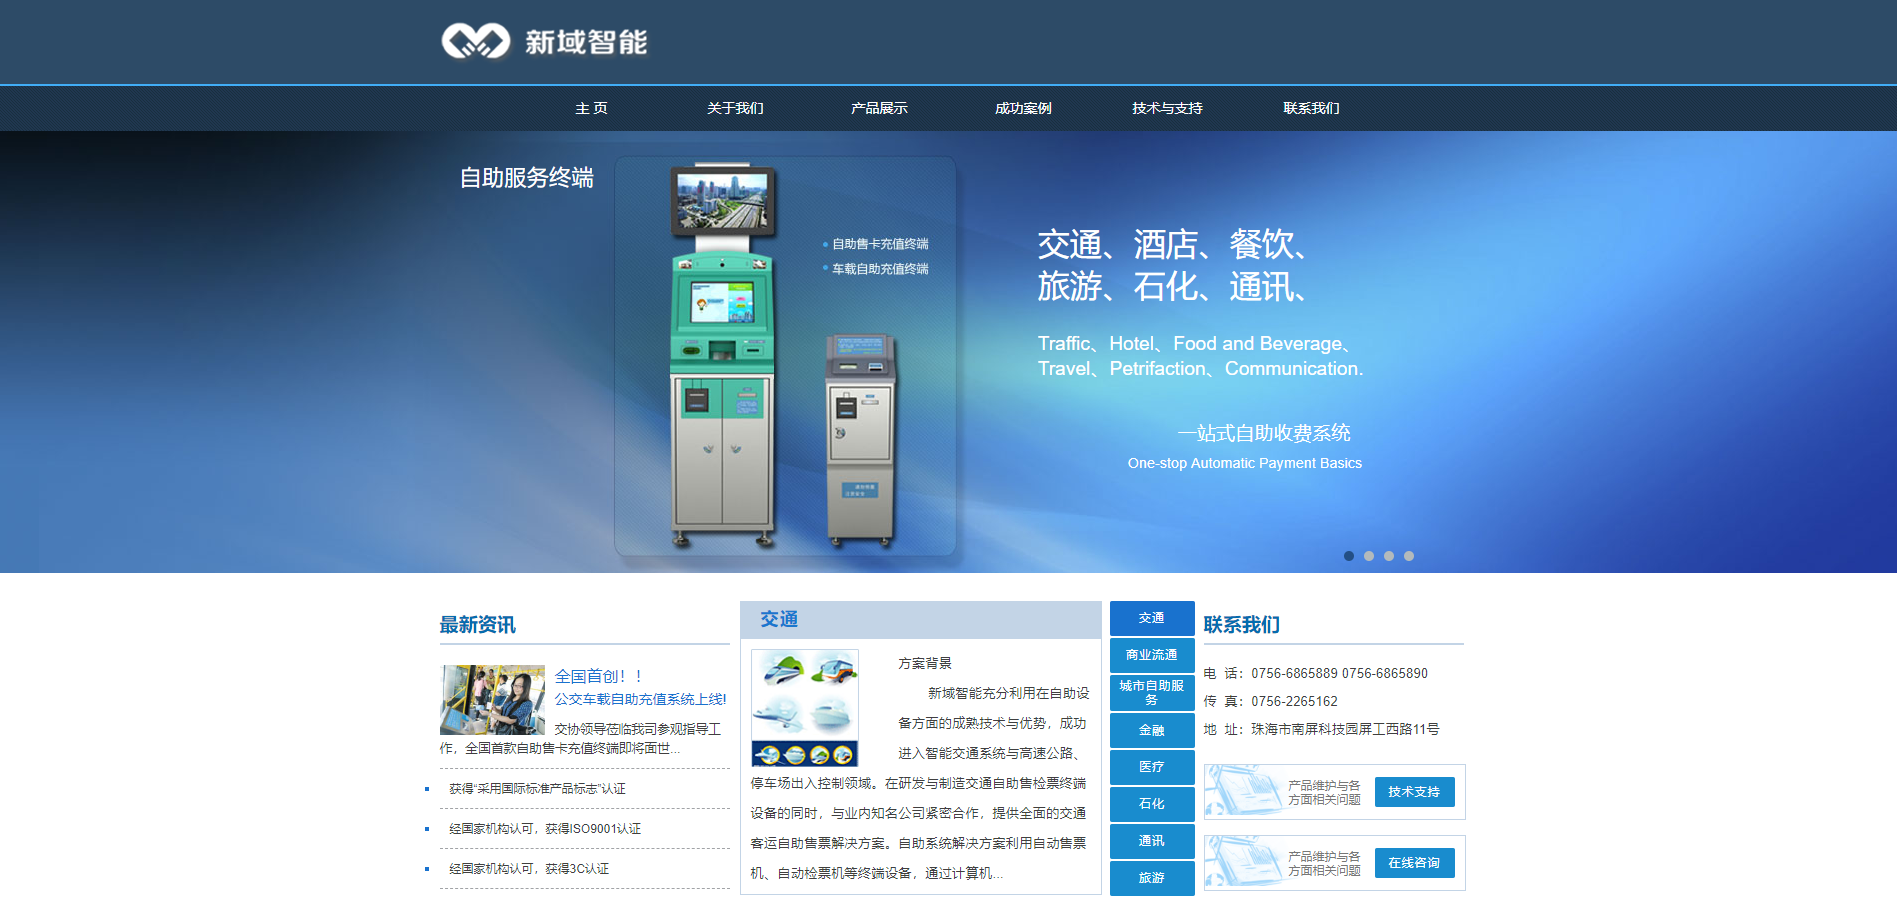 新域智能
主 页
关于我们
产品展示
成功案例
技术与支持
联系我们
自助服务终端
自助售卡充值终端
车载自助充值终端
交通、酒店、餐饮、
旅游、石化、通讯、
Traffic、Hotel、Food and Beverage、
Travel、Petrifaction、Communication.
一站式自助收费系统
One-stop Automatic Payment Basics
最新资讯
全国首创！！
公交车载自助充值系统上线!
交协领导莅临我司参观指导工
作，全国首款自助售卡充值终端即将面世...
获得“采用国际标准产品标志”认证
经国家机构认可，获得ISO9001认证
经国家机构认可，获得3C认证
交通
方案背景
新域智能充分利用在自助设
备方面的成熟技术与优势，成功
进入智能交通系统与高速公路、
停车场出入控制领域。在研发与制造交通自助售检票终端
设备的同时，与业内知名公司紧密合作，提供全面的交通
客运自助售票解决方案。自助系统解决方案利用自动售票
机、自动检票机等终端设备，通过计算机...
交通
商业流通
城市自助服
务
金融
医疗
石化
通讯
旅游
联系我们
电 话：0756-6865889 0756-6865890
传 真：0756-2265162
地 址：珠海市南屏科技园屏工西路11号
产品维护与各
方面相关问题
技术支持
产品维护与各
方面相关问题
在线咨询